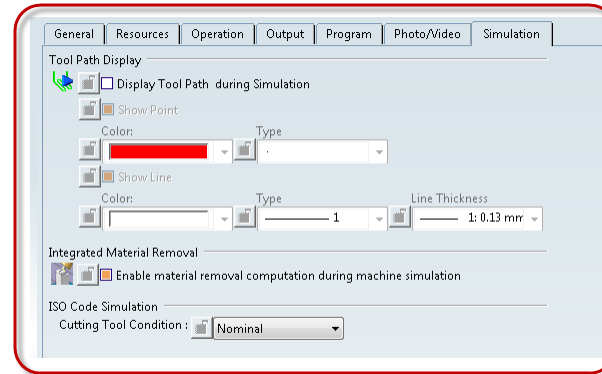 General Resources Operation Output Program Photo/Video Simulation
Tool Path Display
Display Tool Path during Simulation
Show Point
Color: Type
Show Line
Color: Type Line Thickness
1 1: 0.13 mm
Integrated Material Removal
Enable material removal computation during machine simulation
ISO Code Simulation
Cutting Tool Condition : Nominal